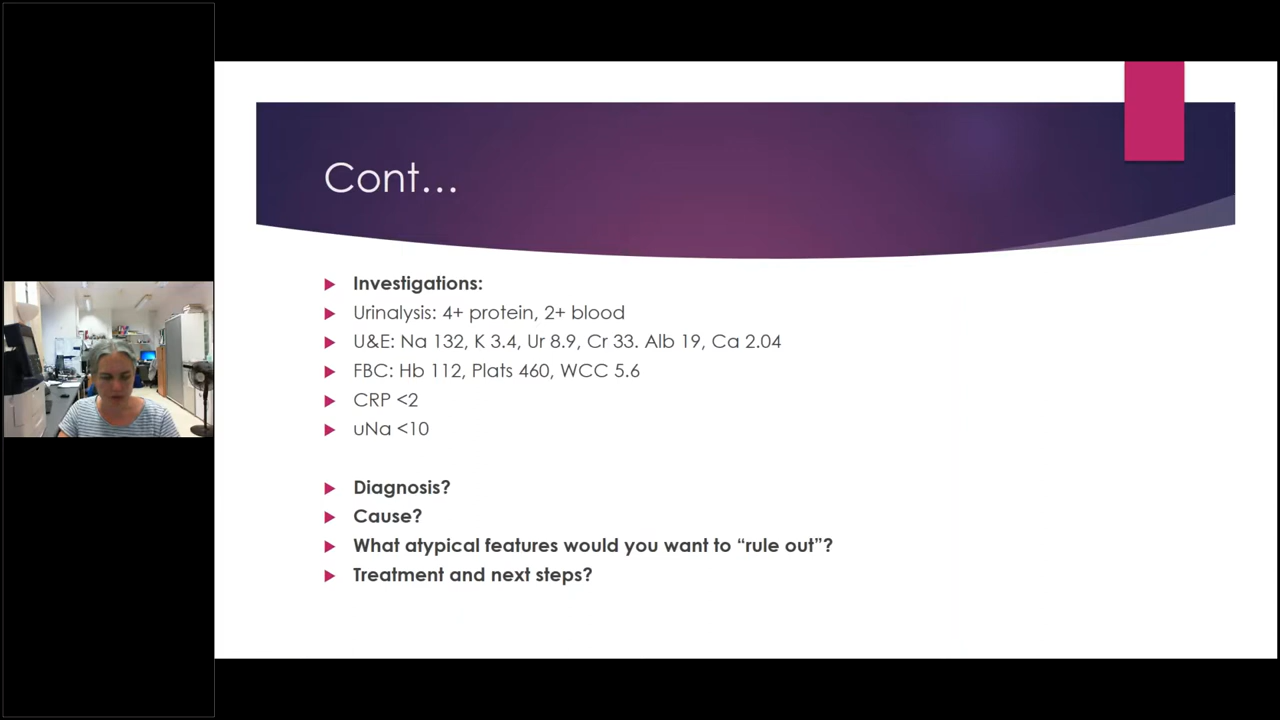 Cont…
Investigations:
Urinalysis: 4+ protein, 2+ blood
U&E: Na 132, K 3.4, Ur 8.9, Cr 33. Alb 19, Ca 2.04
FBC: Hb 112, Plats 460, WCC 5.6
CRP <2
uNa <10
Diagnosis?
Cause?
What atypical features would you want to “rule out”?
Treatment and next steps?